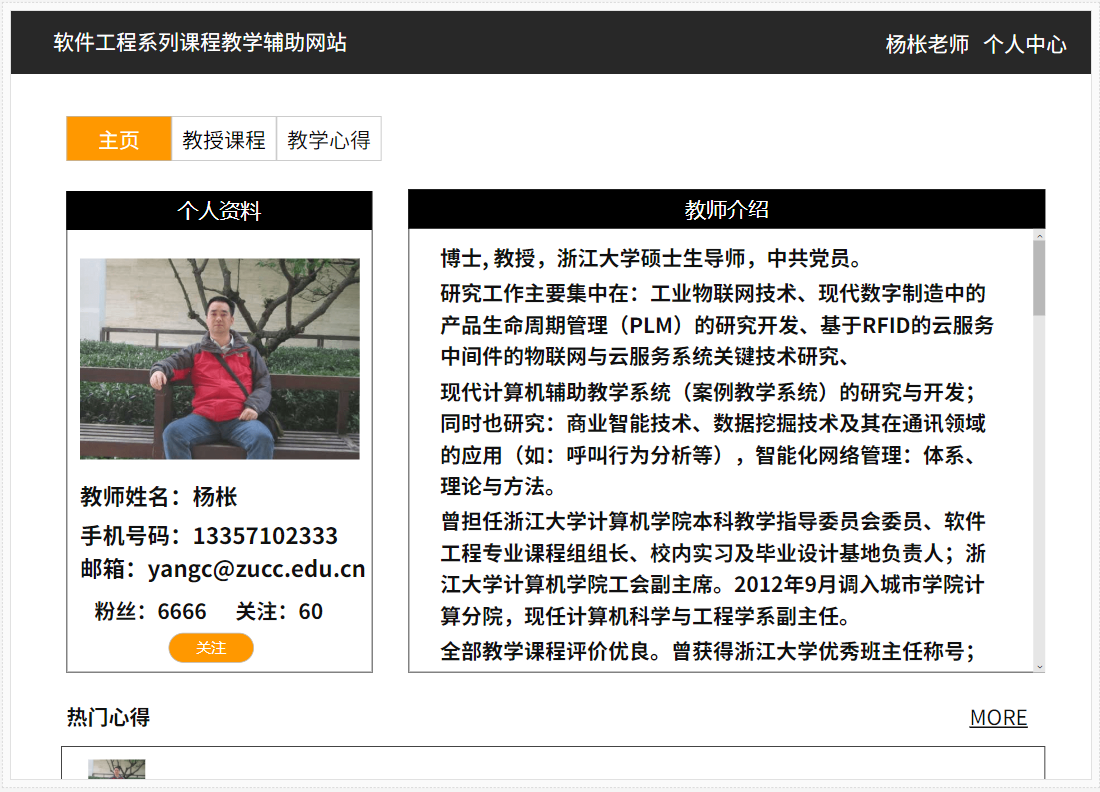 软件工程系列课程教学辅助网站
杨枨老师 个人中心
主页 教授课程 教学心得
个人资料
教师姓名：杨枨
手机号码：13357102333
邮箱：yangc@zucc.edu.cn
粉丝：6666 关注：60
关注
教师介绍
博士, 教授，浙江大学硕士生导师，中共党员。
研究工作主要集中在：工业物联网技术、现代数字制造中的
产品生命周期管理（PLM）的研究开发、基于RFID的云服务
中间件的物联网与云服务系统关键技术研究、
现代计算机辅助教学系统（案例教学系统）的研究与开发；
同时也研究：商业智能技术、数据挖掘技术及其在通讯领域
的应用（如：呼叫行为分析等），智能化网络管理：体系、
理论与方法。
曾担任浙江大学计算机学院本科教学指导委员会委员、软件
工程专业课程组组长、校内实习及毕业设计基地负责人；浙
江大学计算机学院工会副主席。2012年9月调入城市学院计
算分院，现任计算机科学与工程学系副主任。
全部教学课程评价优良。曾获得浙江大学优秀班主任称号；
热门心得
MORE